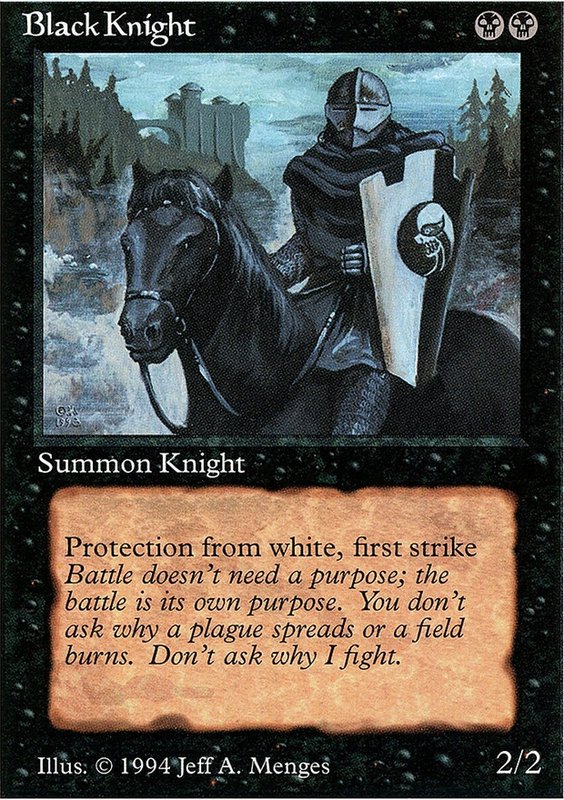 Black Knight
Summon Knight
Protection from white, first strike
Battle doesn't need a purpose; the
battle is its own purpose.  You don't
ask why a plague spreads or a field
burns.  Don't ask why I fight.
Illus. © 1994 Jeff A. Menges
2/2